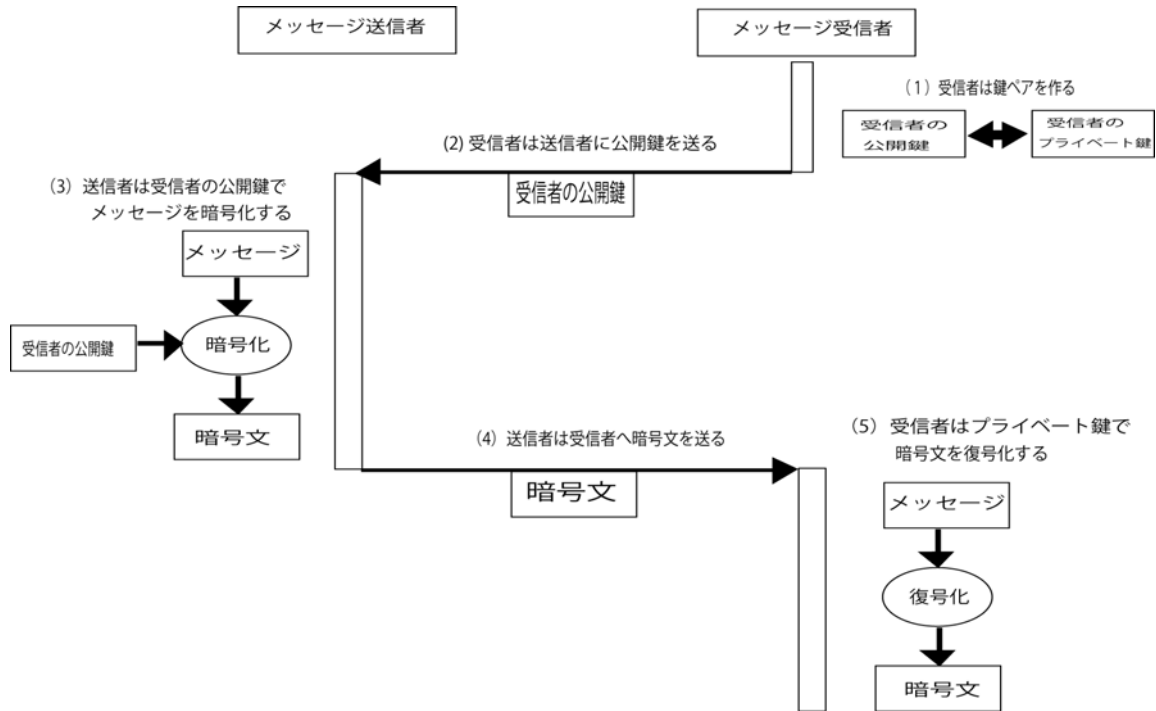 メッセージ送信者
メッセージ受信者
（1）受信者は鍵ペアを作る
受信者の
公開鍵
受信者の
プライベート鍵
(2) 受信者は送信者に公開鍵を送る
受信者の公開鍵
（3）送信者は受信者の公開鍵で
メッセージを暗号化する
メッセージ
受信者の公開鍵
暗号化
暗号文
（4）送信者は受信者へ暗号文を送る
暗号文
（5）受信者はプライベート鍵で
暗号文を復号化する
メッセージ
復号化
暗号文